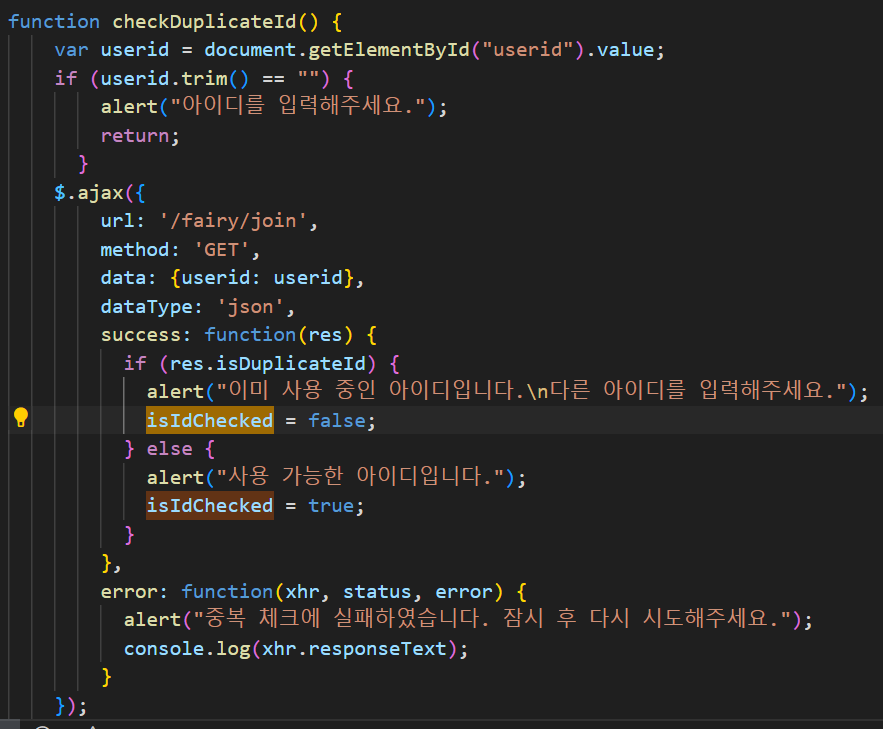 function checkDuplicateId() {
    var userid = document.getElementById("userid").value;
    if (userid.trim() == "") {
        alert("아이디를 입력해주세요.");
        return;
      }
    $.ajax({
        url: '/fairy/join',
        method: 'GET',
        data: {userid: userid},
        dataType: 'json',
        success: function(res) {
          if (res.isDuplicateId) {
            alert("이미 사용 중인 아이디입니다.\n다른 아이디를 입력해주세요.");
            isIdChecked = false;
          } else {
            alert("사용 가능한 아이디입니다.");
            isIdChecked = true;
          }
        },
        error: function(xhr, status, error) {
          alert("중복 체크에 실패하였습니다. 잠시 후 다시 시도해주세요.");
          console.log(xhr.responseText);
        }
    });